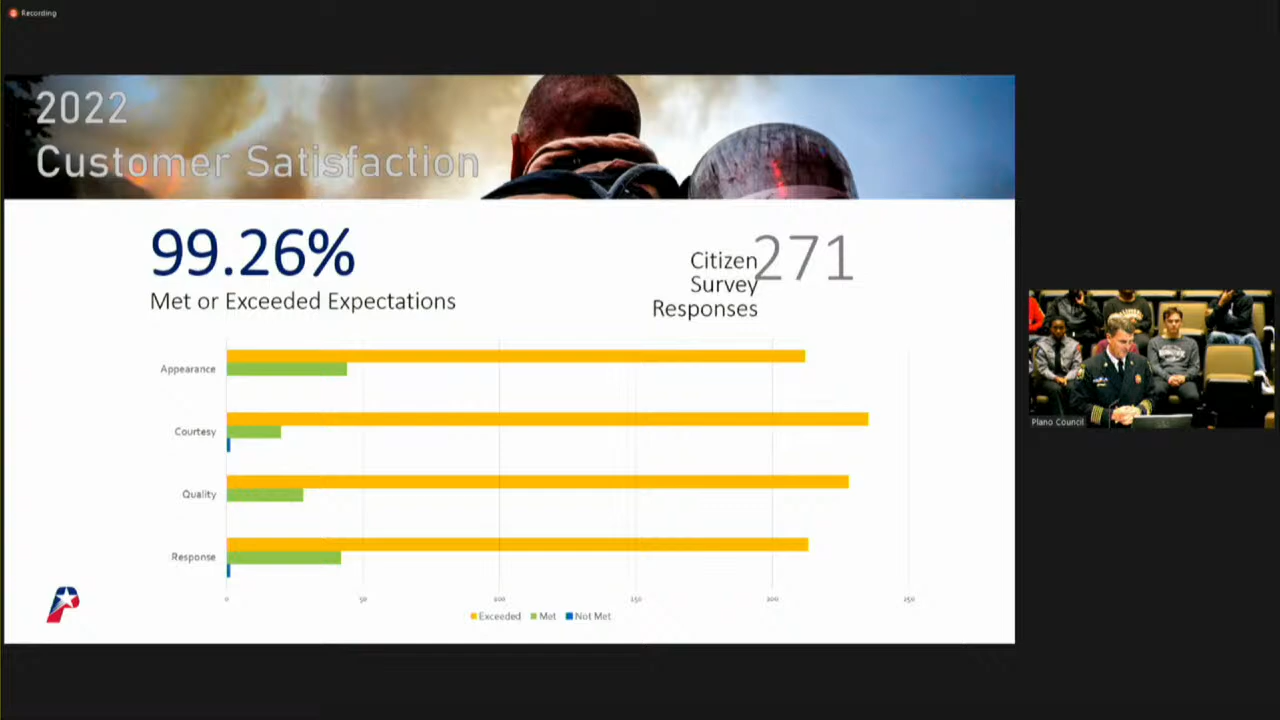 Recording
2022
Customer Satisfaction
99.26%
Met or Exceeded Expectations
Citizen
Survey
Responses
271
Appearance
Courtesy
Quality
Response
0 50 100 150 200 250
Exceeded Met Not Met
Plano Council